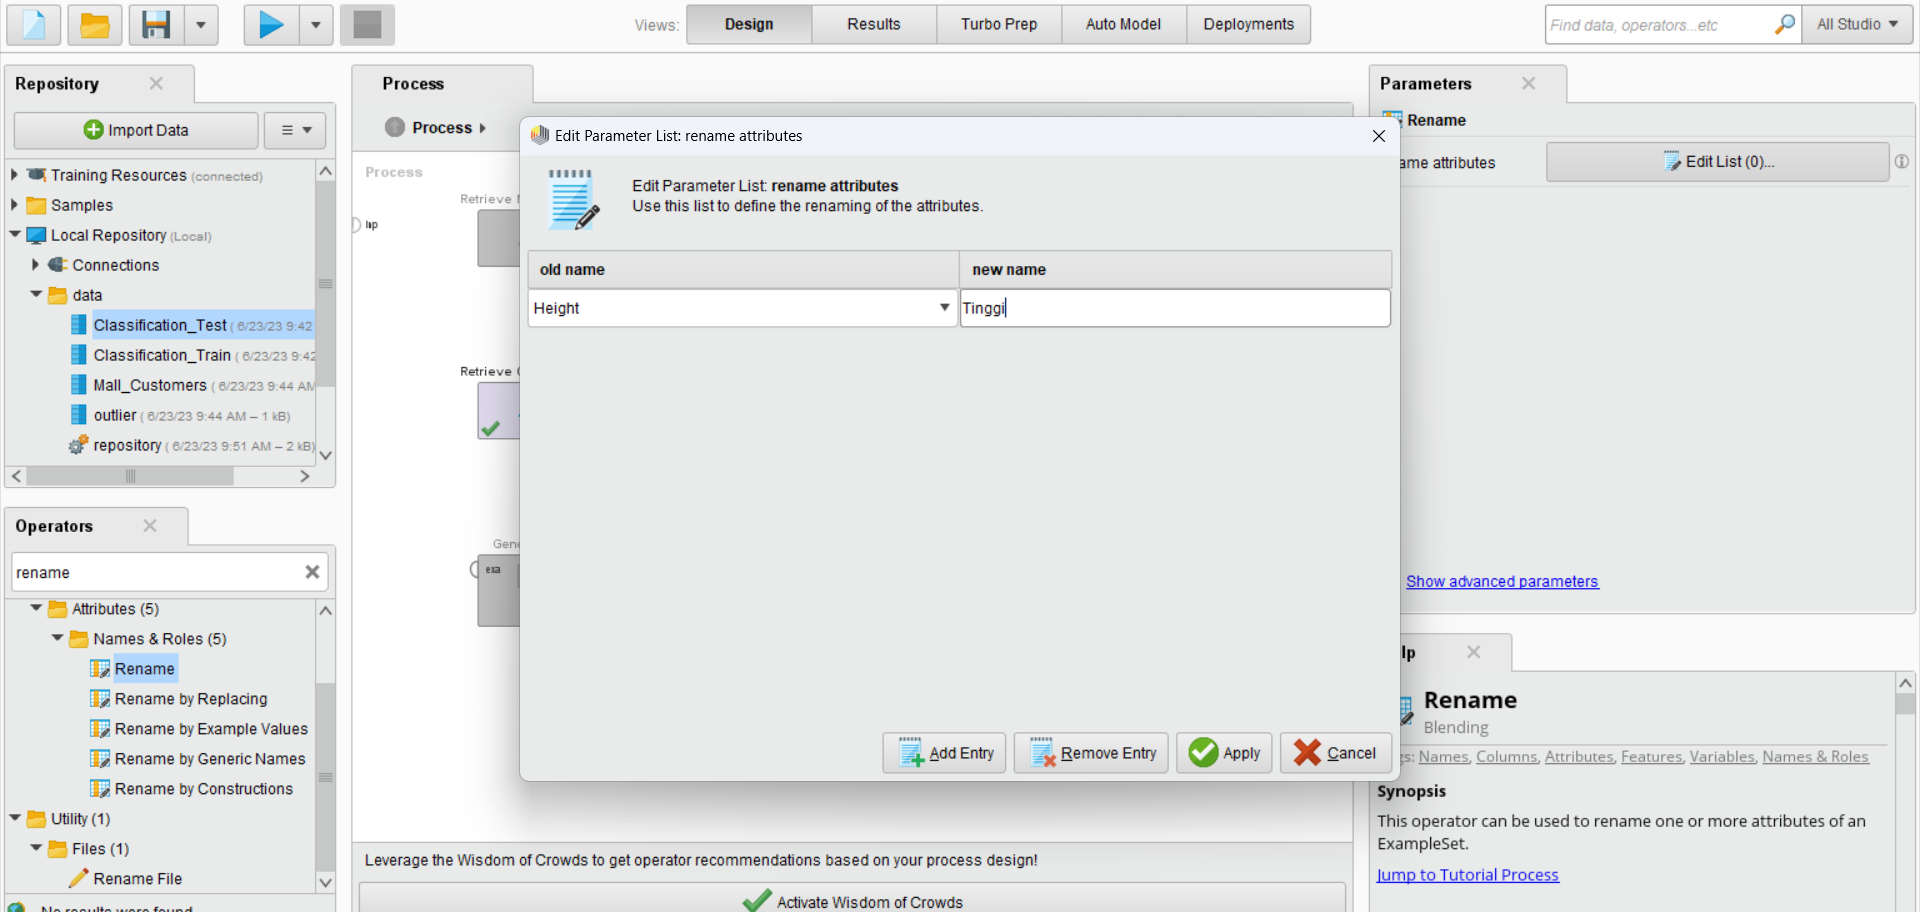 Views:
Design
Results
Turbo Prep
Auto Model
Deployments
Find data, operators...etc
All Studio
Repository
Import Data
Training Resources (connected)
Samples
Local Repository (Local)
Connections
data
Classification_Test ( 6/23/23 9:42
Classification_Train ( 6/23/23 9:42
Mall_Customers ( 6/23/23 9:44 AM
outlier ( 6/23/23 9:44 AM – 1 kB)
repository ( 6/23/23 9:51 AM – 2 kB)
Operators
rename
Attributes (5)
Names & Roles (5)
Rename
Rename by Replacing
Rename by Example Values
Rename by Generic Names
Rename by Constructions
Utility (1)
Files (1)
Rename File
No results were found
Process
Process
Process
Retrieve
inp
Retrieve
Gene
exa
Edit Parameter List: rename attributes
Edit Parameter List: rename attributes
Use this list to define the renaming of the attributes.
old name
new name
Height
Tinggi
Add Entry
Remove Entry
Apply
Cancel
Leverage the Wisdom of Crowds to get operator recommendations based on your process design!
Activate Wisdom of Crowds
Parameters
Rename
ame attributes
Edit List (0)...
Show advanced parameters
lp
Rename
Blending
gs: Names, Columns, Attributes, Features, Variables, Names & Roles
Synopsis
This operator can be used to rename one or more attributes of an
ExampleSet.
Jump to Tutorial Process